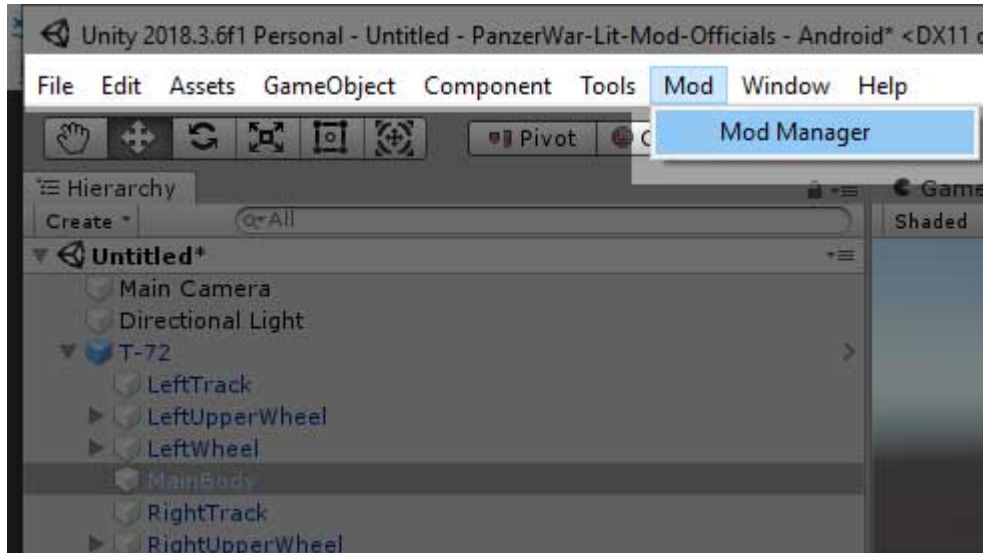 Unity 2018.3.6f1 Personal - Untitled - PanzerWar-Lit-Mod-Officials - Android* <DX11
File Edit Assets GameObject Component Tools Mod Window Help
Pivot Mod Manager
Hierarchy Game
Create All Shaded
Untitled*
Main Camera
Directional Light
T-72
LeftTrack
LeftUpperWheel
LeftWheel
MainBody
RightTrack
RightUpperWheel